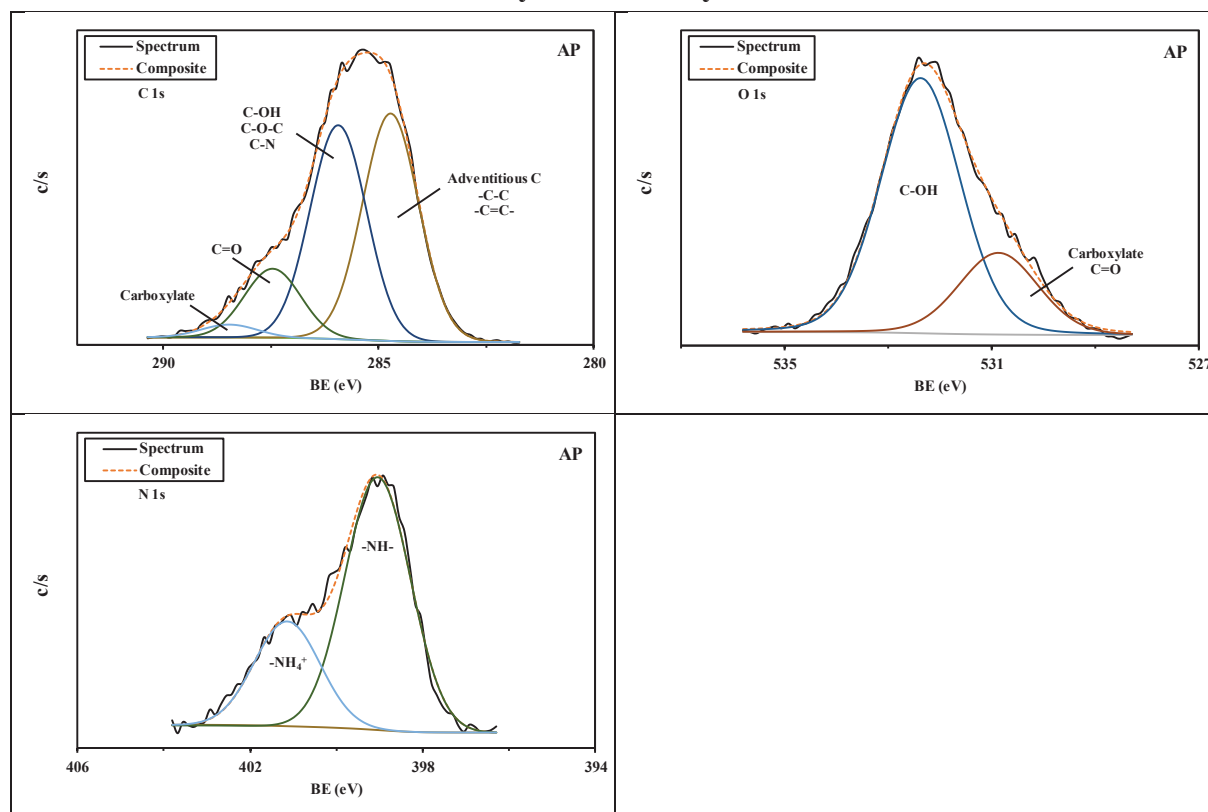 Spectrum
Composite
C 1s
AP
C-OH
C-O-C
C-N
Adventitious C
-C-C
-C=C-
C=O
Carboxylate
c/s
290
285
280
BE (eV)
Spectrum
Composite
O 1s
AP
C-OH
Carboxylate
C=O
c/s
535
531
527
BE (eV)
Spectrum
Composite
N 1s
AP
-NH-
-NH₄⁺
c/s
406
402
398
394
BE (eV)